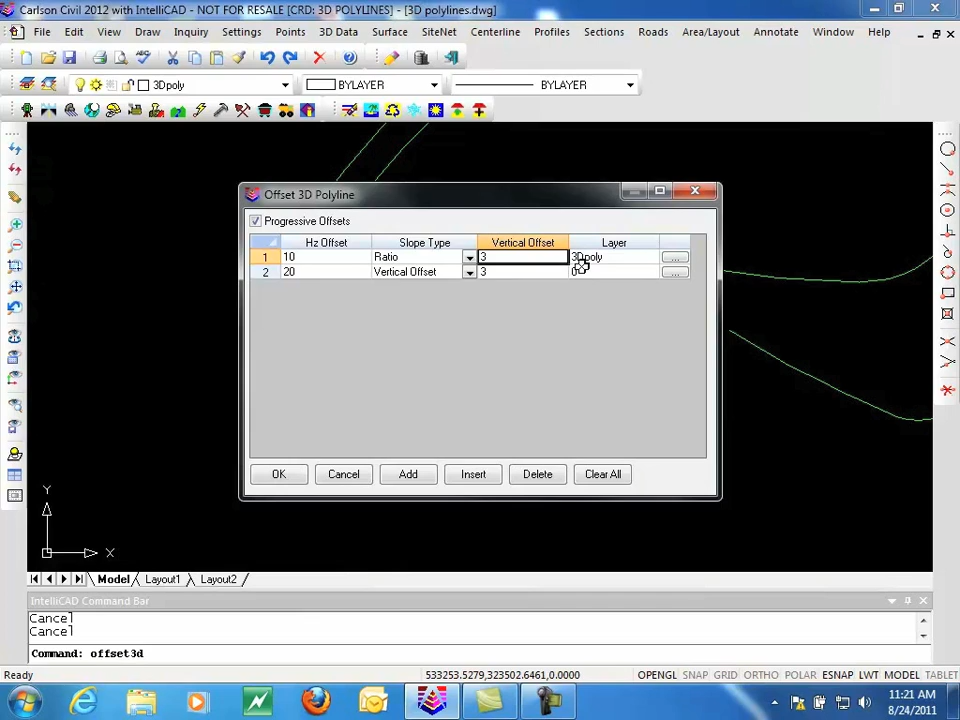 Carlson Civil 2012 with IntelliCAD - NOT FOR RESALE [CRD: 3D POLYLINES] - [3D polylines.dwg]
File Edit View Draw Inquiry Settings Points 3D Data Surface SiteNet Centerline Profiles Sections Roads Area/Layout Annotate Window Help
3Dpoly BYLAYER BYLAYER
Offset 3D Polyline
Progressive Offsets
Hz Offset Slope Type Vertical Offset Layer
1 10 Ratio 3 3Dpoly ...
2 20 Vertical Offset 3 0 ...
OK Cancel Add Insert Delete Clear All
Y
X
Model Layout1 Layout2
IntelliCAD Command Bar
Cancel
Cancel
Command: offset3d
Ready 533253.5279,323502.6461,0.0000 OPENGL SNAP GRID ORTHO POLAR ESNAP LWT MODEL TABLET
11:21 AM
8/24/2011